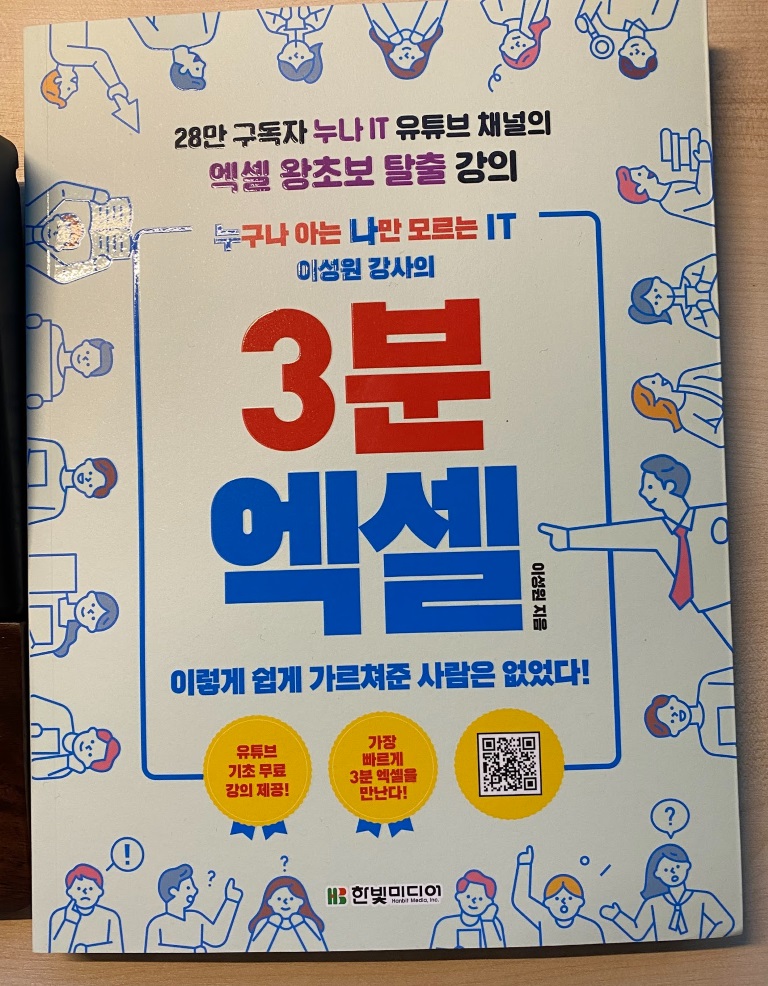 28만 구독자 누나 IT 유튜브 채널의
엑셀 왕초보 탈출 강의
누구나 아는 나만 모르는 IT
이성원 강사의
3분
엑셀
이성원 지음
이렇게 쉽게 가르쳐준 사람은 없었다!
유튜브
기초 무료
강의 제공!
가장
빠르게
3분 엑셀을
만난다!
!
?
?
?
HB 한빛미디어
Hanbit Media, Inc.